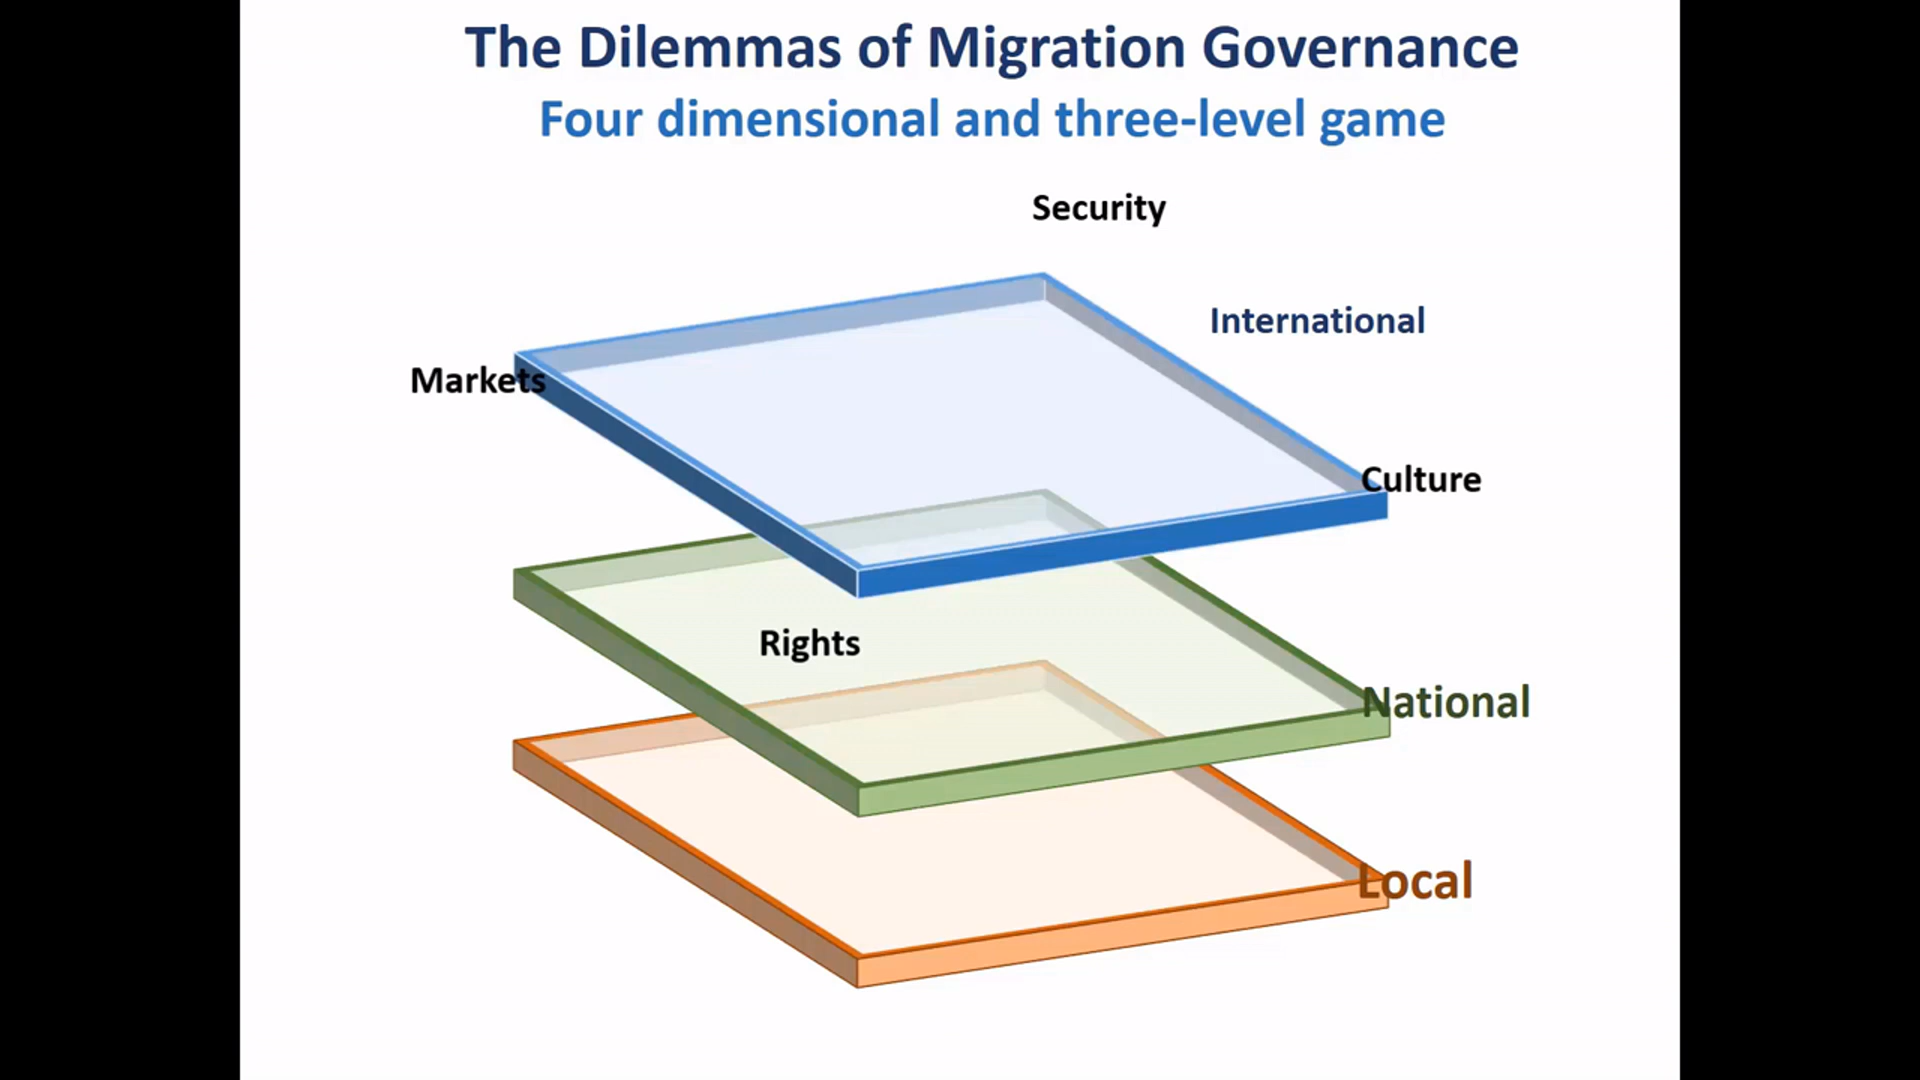 The Dilemmas of Migration Governance
Four dimensional and three-level game
Security
International
Markets
Culture
Rights
National
Local